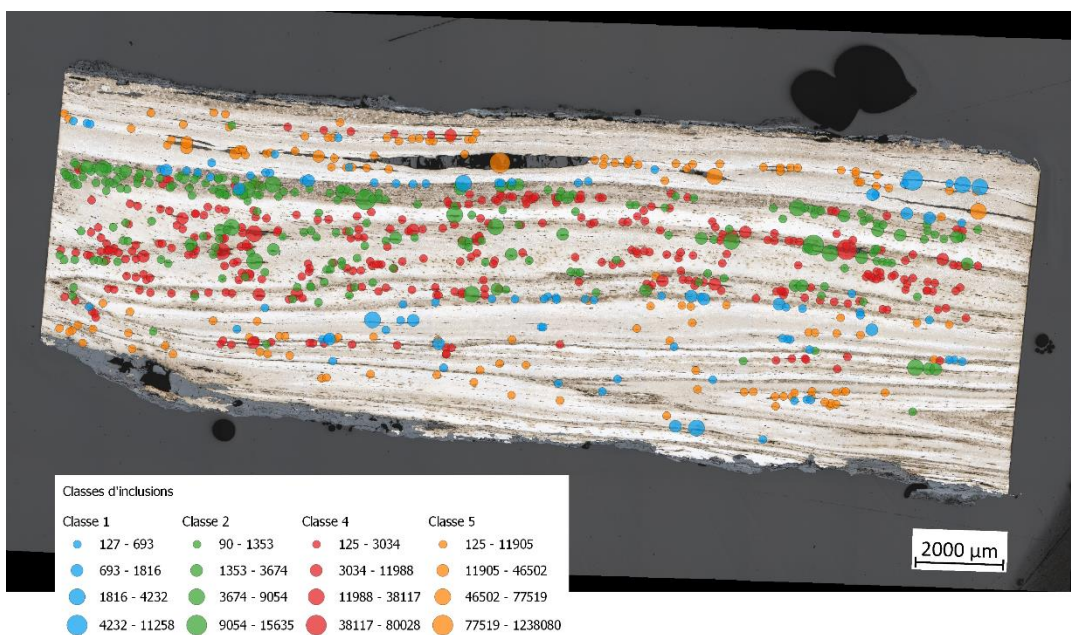 Classes d'inclusions
Classe 1 Classe 2 Classe 4 Classe 5
127 - 693 90 - 1353 125 - 3034 125 - 11905
693 - 1816 1353 - 3674 3034 - 11988 11905 - 46502
1816 - 4232 3674 - 9054 11988 - 38117 46502 - 77519
4232 - 11258 9054 - 15635 38117 - 80028 77519 - 1238080
2000 µm